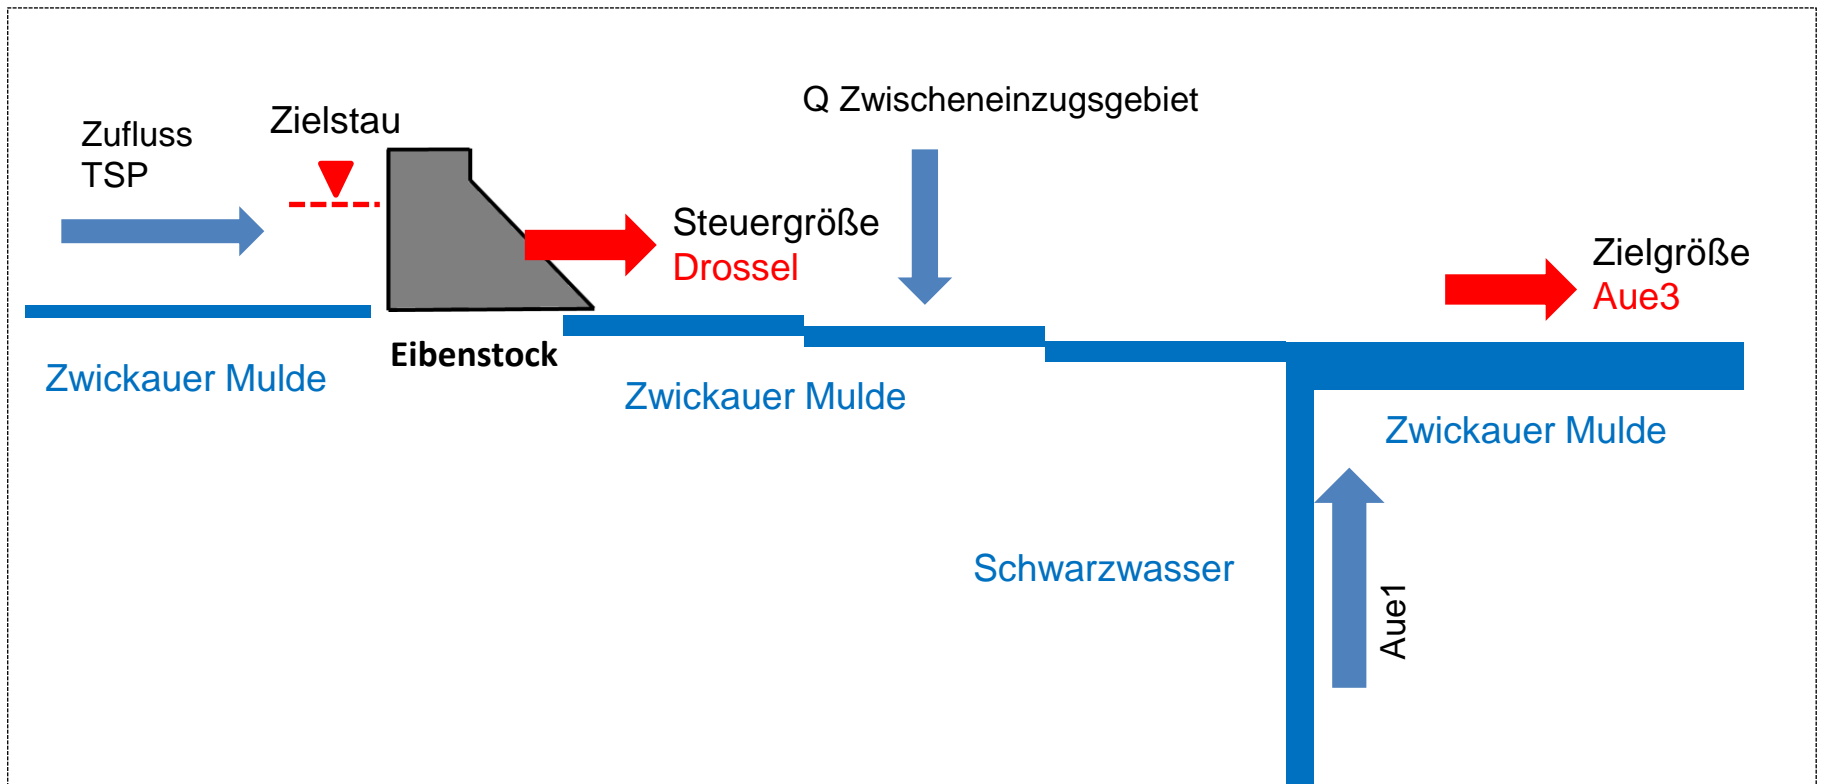 Q Zwischeneinzugsgebiet
Zielstau
Zufluss
TSP
Steuergröße
Drossel
Zielgröße
Aue3
Eibenstock
Zwickauer Mulde
Zwickauer Mulde
Zwickauer Mulde
Schwarzwasser
Aue1